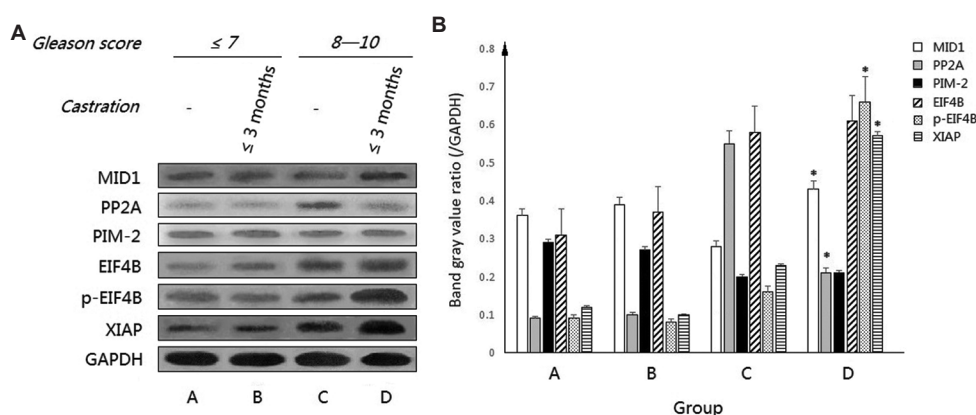 A
Gleason score ≤ 7 8—10
Castration - ≤ 3 months - ≤ 3 months
MID1
PP2A
PIM-2
EIF4B
p-EIF4B
XIAP
GAPDH
A B C D
B
Band gray value ratio (/GAPDH)
0.8
0.7
0.6
0.5
0.4
0.3
0.2
0.1
0
* * * *
MID1
PP2A
PIM-2
EIF4B
p-EIF4B
XIAP
A B C D
Group